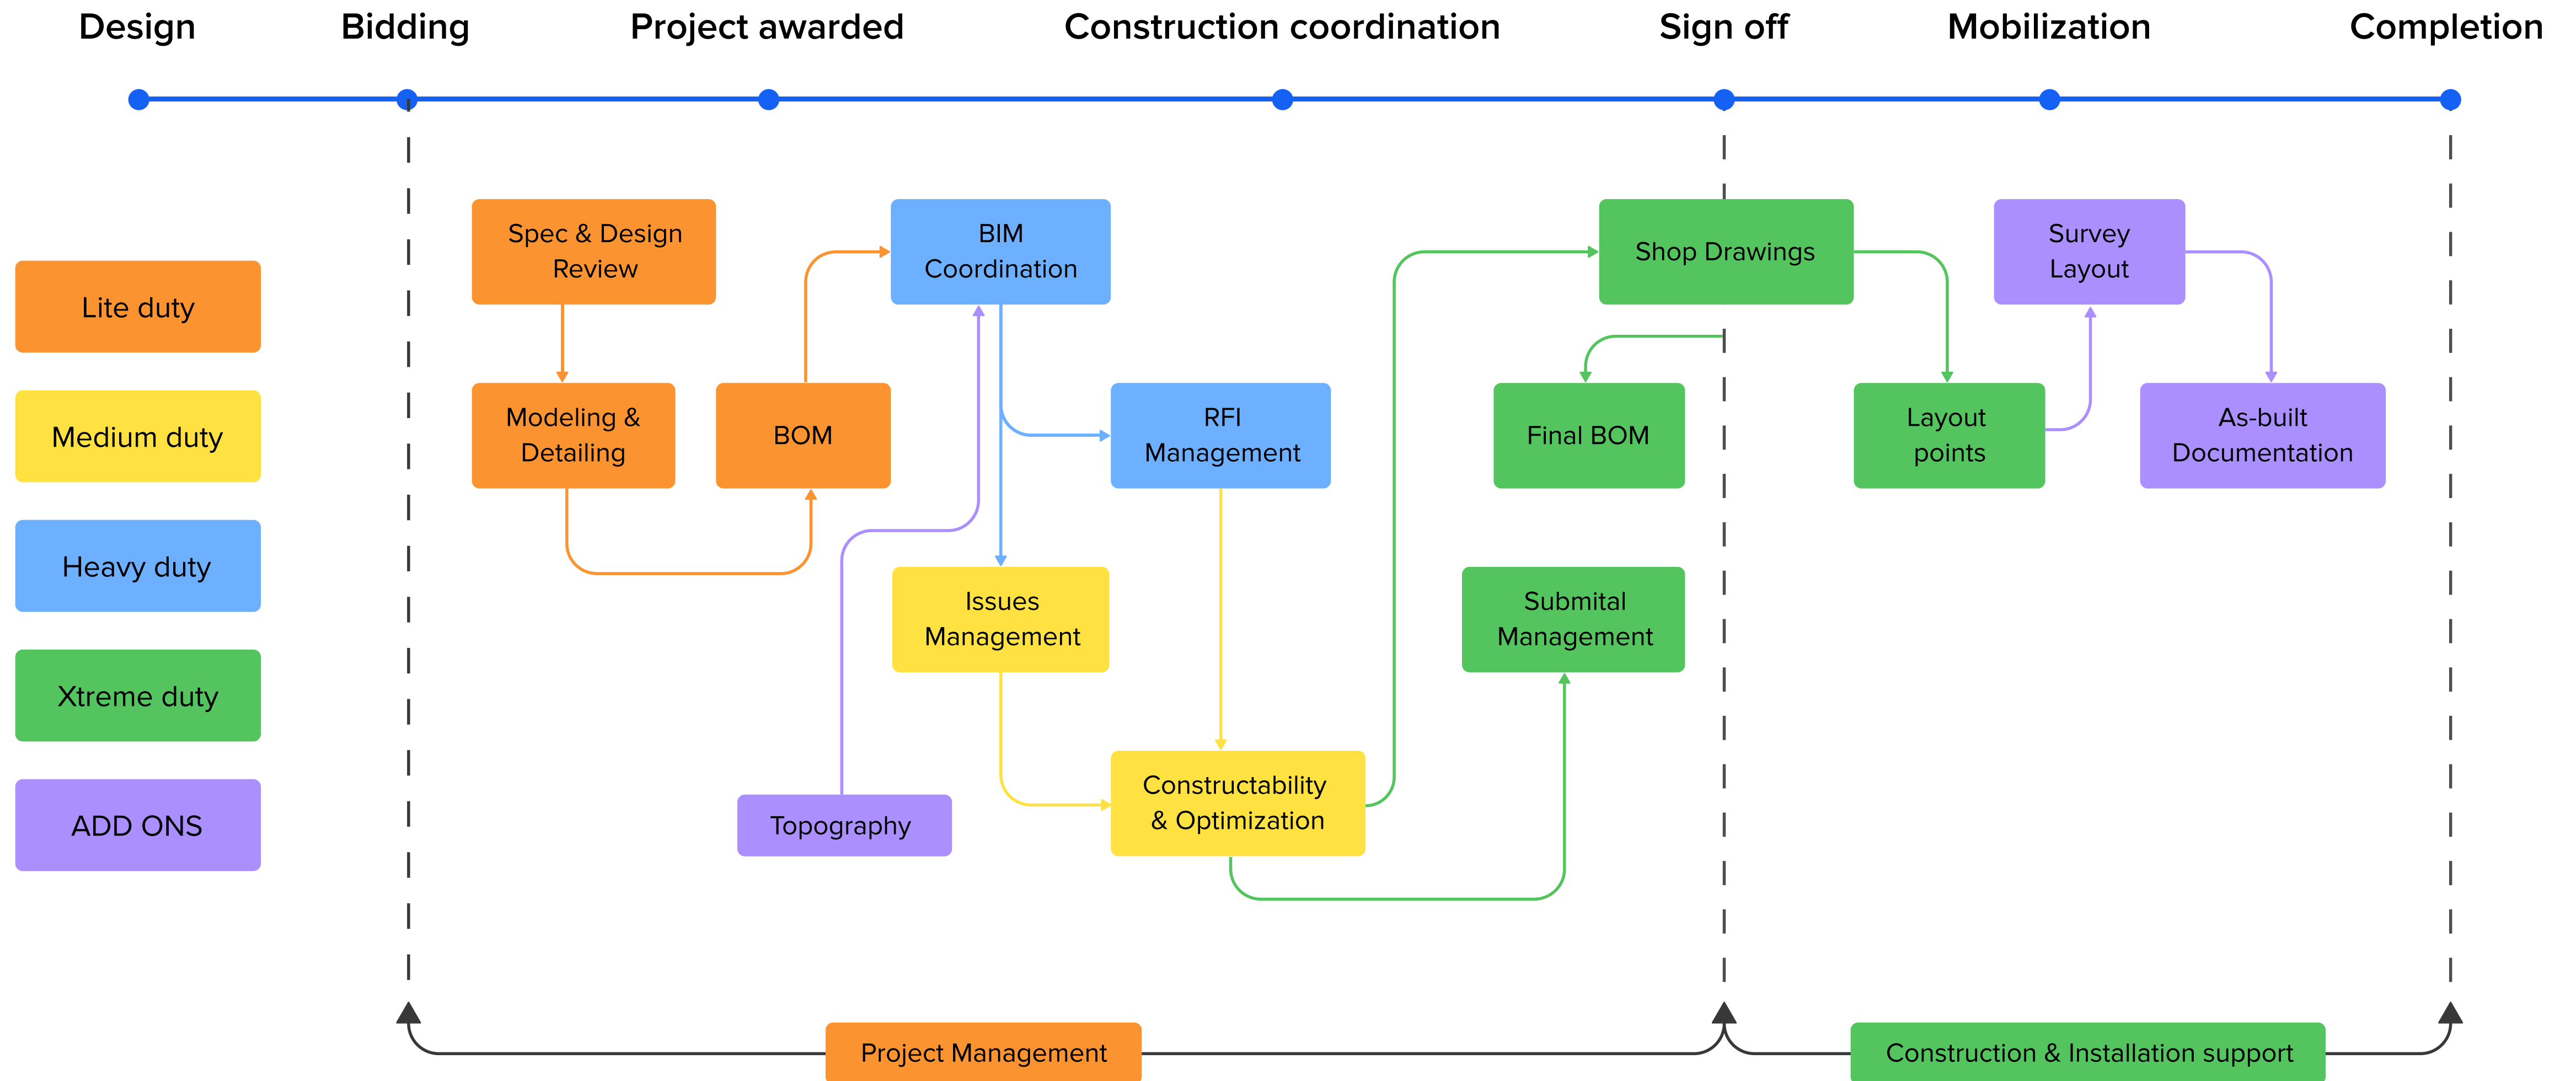 Design
Bidding
Project awarded
Construction coordination
Sign off
Mobilization
Completion
Lite duty
Medium duty
Heavy duty
Xtreme duty
ADD ONS
Spec & Design
Review
Modeling &
Detailing
BOM
BIM
Coordination
RFI
Management
Issues
Management
Topography
Constructability
& Optimization
Shop Drawings
Final BOM
Submital
Management
Layout
points
Survey
Layout
As-built
Documentation
Project Management
Construction & Installation support